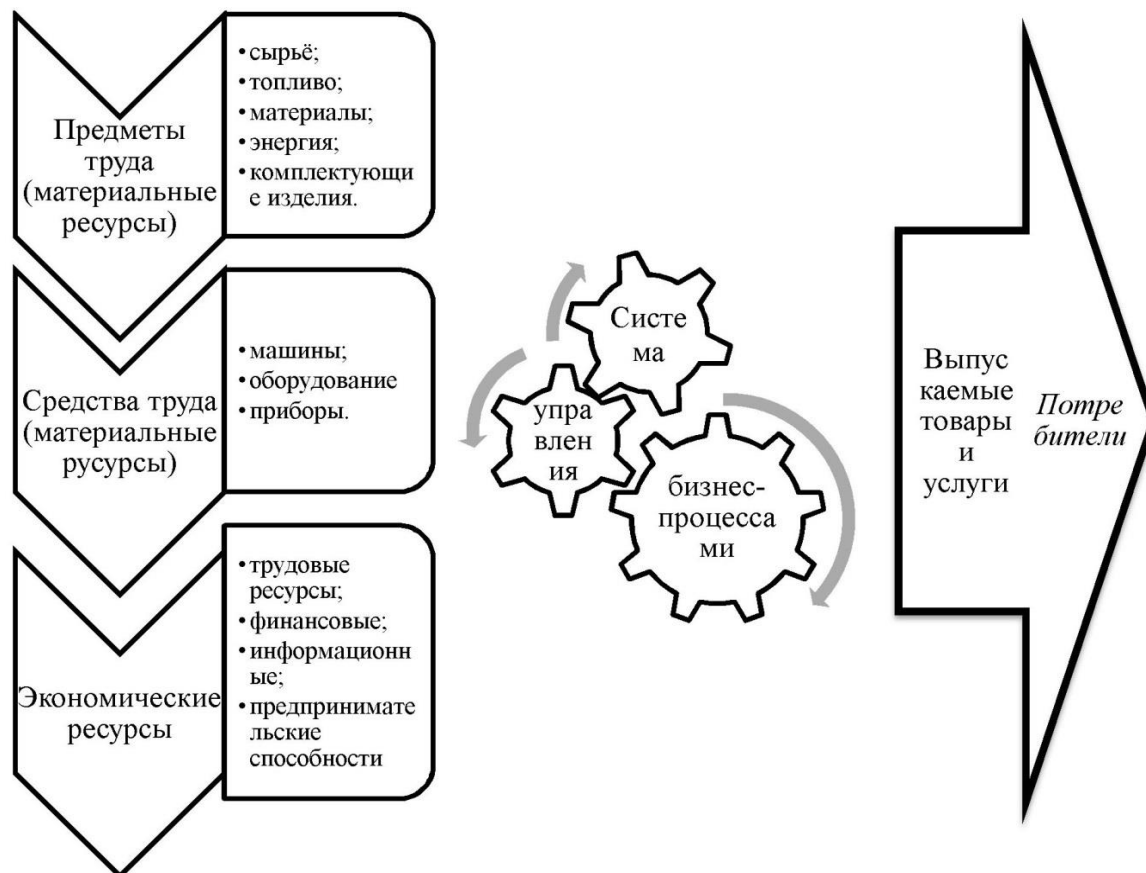 Предметы
труда
(материальные
ресурсы)
•сырьё;
•топливо;
•материалы;
•энергия;
•комплектующи
е изделия.
Средства труда
(материальные
русурсы)
•машины;
•оборудование
•приборы.
Экономические
ресурсы
•трудовые
ресурсы;
•финансовые;
•информационн
ые;
•предпринимате
льские
способности
Систе
ма
упра
влен
ия
бизнес-
процесса
ми
Выпус
каемые
товары
и
услуги
Потре
бители